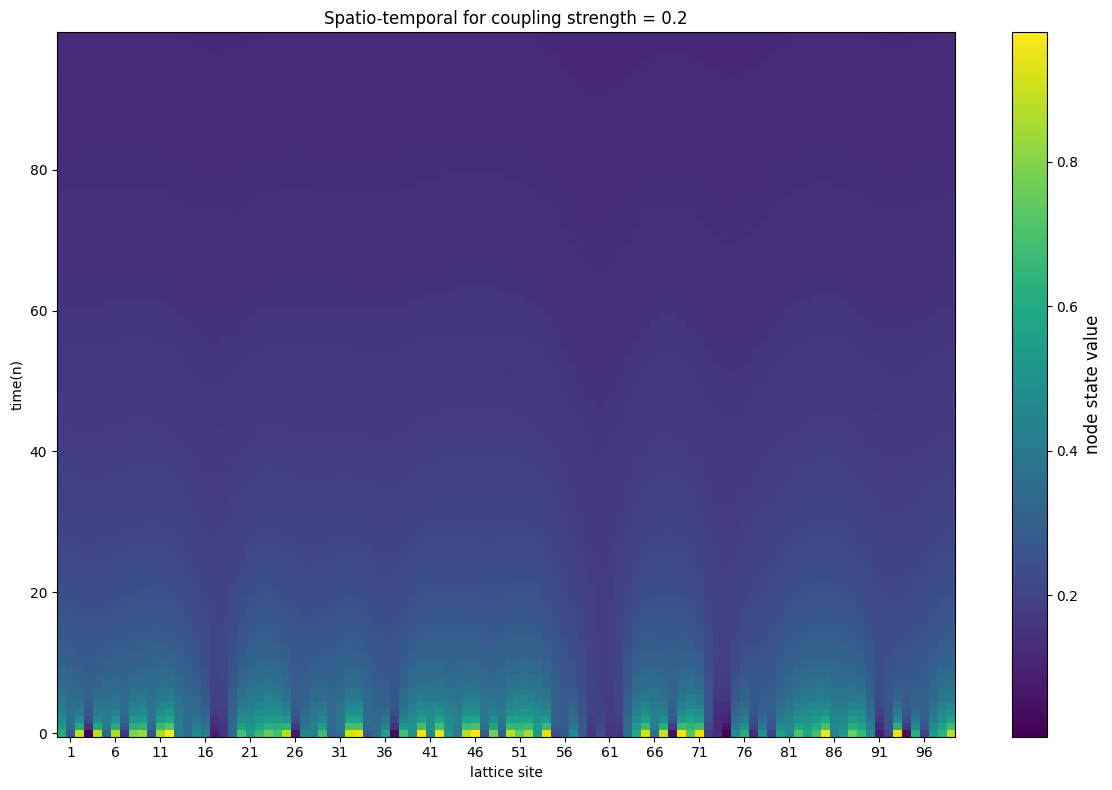 Spatio-temporal for coupling strength = 0.2
80
60
40
20
0
time(n)
1 6 11 16 21 26 31 36 41 46 51 56 61 66 71 76 81 86 91 96
lattice site
0.8
0.6
0.4
0.2
node state value